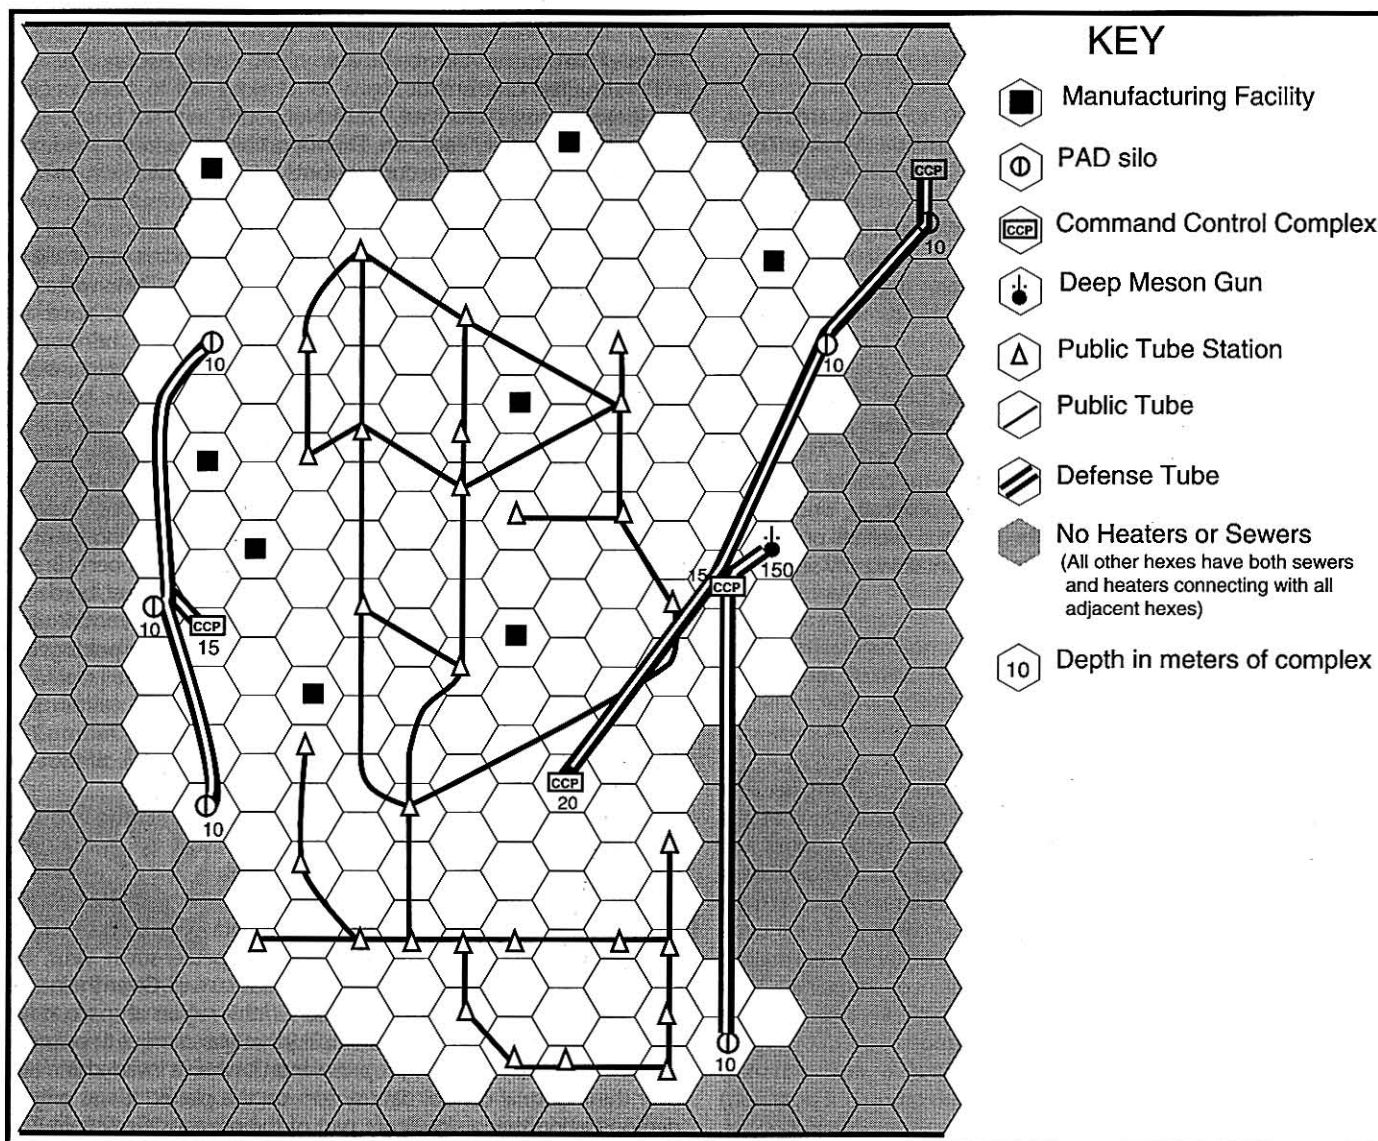 KEY
Manufacturing Facility
PAD silo
CCP
Command Control Complex
Deep Meson Gun
Public Tube Station
Public Tube
Defense Tube
No Heaters or Sewers
(All other hexes have both sewers
and heaters connecting with all
adjacent hexes)
10
Depth in meters of complex
CCP
10
10
10
150
15
CCP
10
CCP
15
CCP
20
10
10